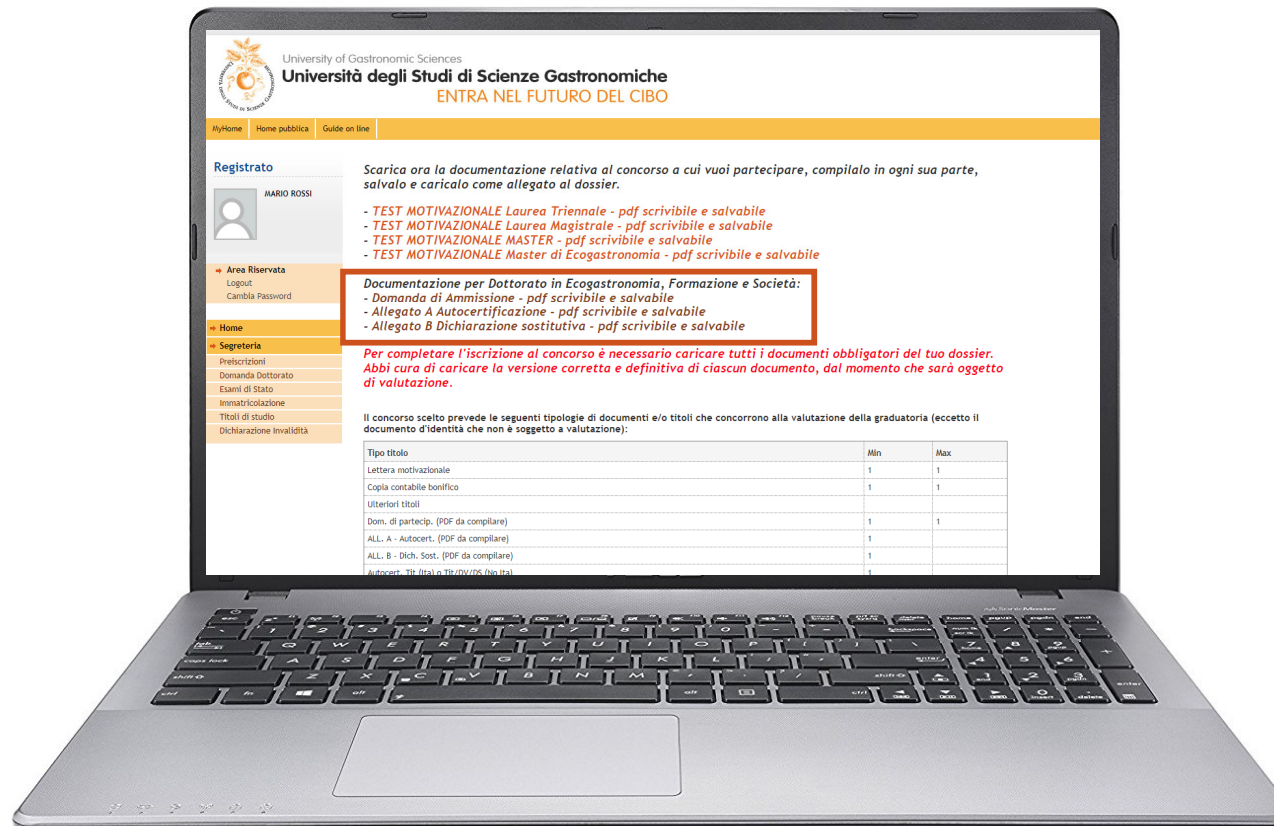 University of Gastronomic Sciences
Università degli Studi di Scienze Gastronomiche
ENTRA NEL FUTURO DEL CIBO
MyHome Home pubblica Guide on line
Registrato
MARIO ROSSI
Area Riservata
Logout
Cambia Password
Home
Segreteria
Preiscrizioni
Domanda Dottorato
Esami di Stato
Immatricolazione
Titoli di studio
Dichiarazione Invalidità
Scarica ora la documentazione relativa al concorso a cui vuoi partecipare, compilalo in ogni sua parte,
salvalo e caricalo come allegato al dossier.
- TEST MOTIVAZIONALE Laurea Triennale - pdf scrivibile e salvabile
- TEST MOTIVAZIONALE Laurea Magistrale - pdf scrivibile e salvabile
- TEST MOTIVAZIONALE MASTER - pdf scrivibile e salvabile
- TEST MOTIVAZIONALE Master di Ecogastronomia - pdf scrivibile e salvabile
Documentazione per Dottorato in Ecogastronomia, Formazione e Società:
- Domanda di Ammissione - pdf scrivibile e salvabile
- Allegato A Autocertificazione - pdf scrivibile e salvabile
- Allegato B Dichiarazione sostitutiva - pdf scrivibile e salvabile
Per completare l'iscrizione al concorso è necessario caricare tutti i documenti obbligatori del tuo dossier.
Abbi cura di caricare la versione corretta e definitiva di ciascun documento, dal momento che sarà oggetto
di valutazione.
Il concorso scelto prevede le seguenti tipologie di documenti e/o titoli che concorrono alla valutazione della graduatoria (eccetto il
documento d'identità che non è soggetto a valutazione):
Tipo titolo Min Max
Lettera motivazionale 1 1
Copia contabile bonifico 1 1
Ulteriori titoli
Dom. di partecip. (PDF da compilare) 1 1
ALL. A - Autocert. (PDF da compilare) 1
ALL. B - Dich. Sost. (PDF da compilare) 1
Autocert. Tit (Ita) o Tit/DV/DS (No Ita) 1